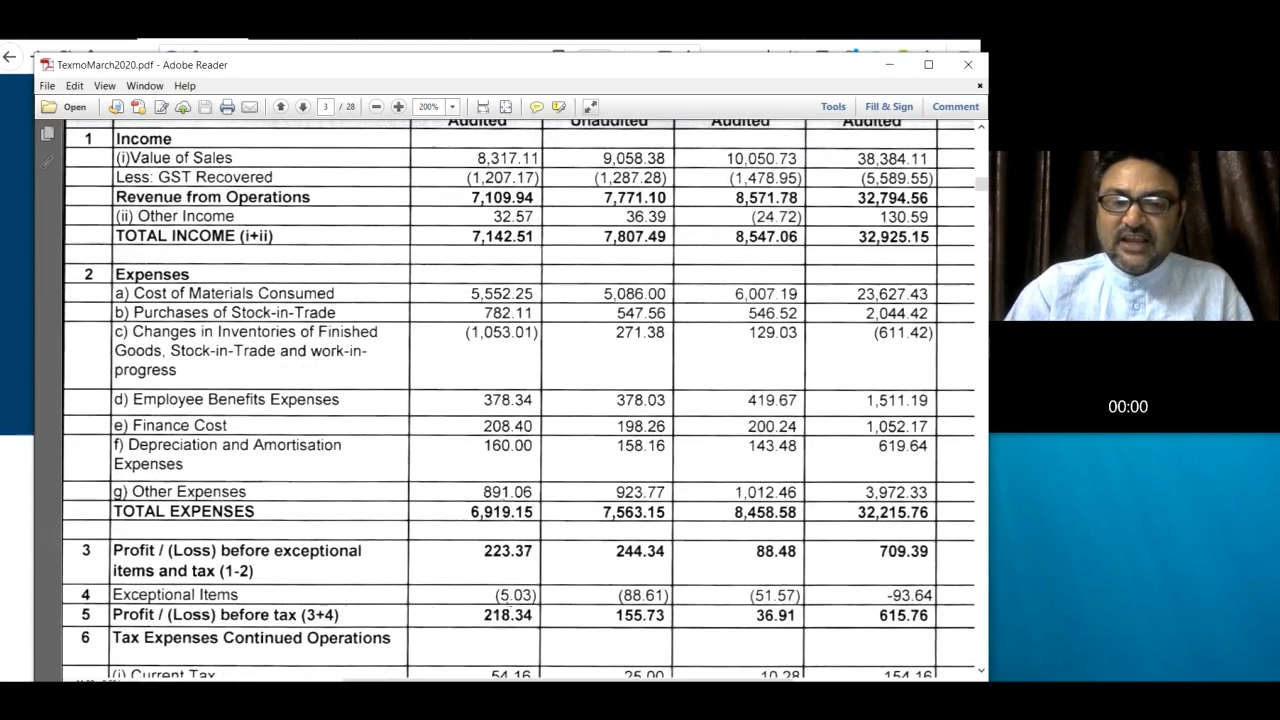 TexmoMarch2020.pdf - Adobe Reader
File Edit View Window Help
Open 3 / 28 200% Tools Fill & Sign Comment
Audited Unaudited Audited Audited
1 Income
(i)Value of Sales 8,317.11 9,058.38 10,050.73 38,384.11
Less: GST Recovered (1,207.17) (1,287.28) (1,478.95) (5,589.55)
Revenue from Operations 7,109.94 7,771.10 8,571.78 32,794.56
(ii) Other Income 32.57 36.39 (24.72) 130.59
TOTAL INCOME (i+ii) 7,142.51 7,807.49 8,547.06 32,925.15
2 Expenses
a) Cost of Materials Consumed 5,552.25 5,086.00 6,007.19 23,627.43
b) Purchases of Stock-in-Trade 782.11 547.56 546.52 2,044.42
c) Changes in Inventories of Finished (1,053.01) 271.38 129.03 (611.42)
Goods, Stock-in-Trade and work-in-
progress
d) Employee Benefits Expenses 378.34 378.03 419.67 1,511.19
e) Finance Cost 208.40 198.26 200.24 1,052.17
f) Depreciation and Amortisation 160.00 158.16 143.48 619.64
Expenses
g) Other Expenses 891.06 923.77 1,012.46 3,972.33
TOTAL EXPENSES 6,919.15 7,563.15 8,458.58 32,215.76
3 Profit / (Loss) before exceptional 223.37 244.34 88.48 709.39
items and tax (1-2)
4 Exceptional Items (5.03) (88.61) (51.57) -93.64
5 Profit / (Loss) before tax (3+4) 218.34 155.73 36.91 615.76
6 Tax Expenses Continued Operations
(i) Current Tax 54.16 25.00 10.28 154.16
00:00